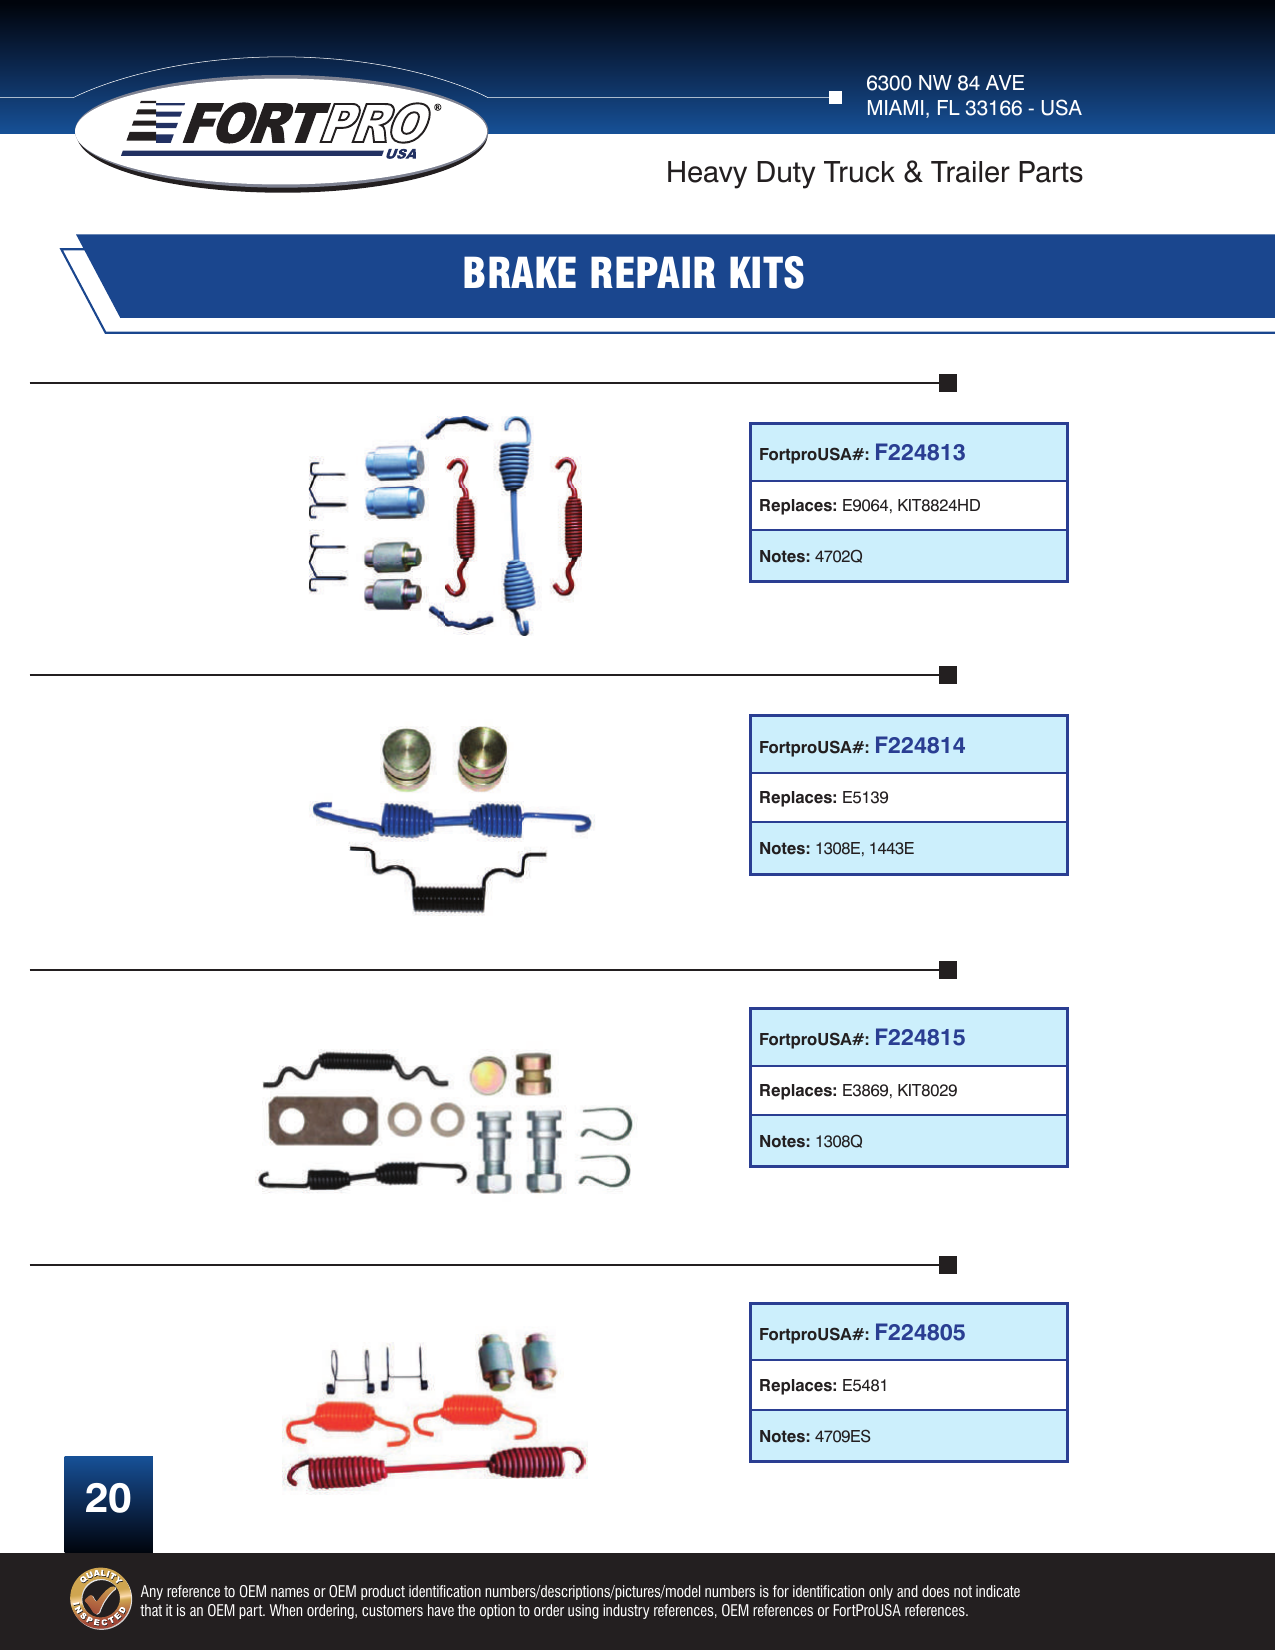 FORTPRO®
USA
6300 NW 84 AVE
MIAMI, FL 33166 - USA
Heavy Duty Truck & Trailer Parts
BRAKE REPAIR KITS
FortproUSA#: F224813
Replaces: E9064, KIT8824HD
Notes: 4702Q
FortproUSA#: F224814
Replaces: E5139
Notes: 1308E, 1443E
FortproUSA#: F224815
Replaces: E3869, KIT8029
Notes: 1308Q
FortproUSA#: F224805
Replaces: E5481
Notes: 4709ES
20
QUALITY
INSPECTED
Any reference to OEM names or OEM product identification numbers/descriptions/pictures/model numbers is for identification only and does not indicate
that it is an OEM part. When ordering, customers have the option to order using industry references, OEM references or FortProUSA references.